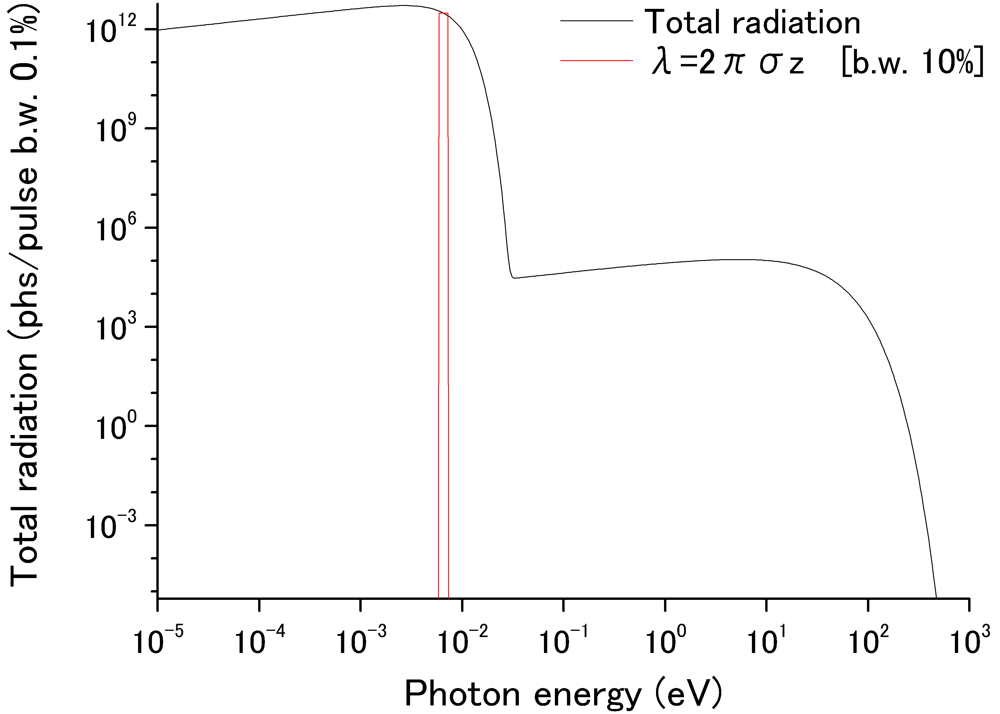 Total radiation (phs/pulse b.w. 0.1%)
Total radiation
λ=2πσz [b.w. 10%]
10^12
10^9
10^6
10^3
10^0
10^-3
10^-5 10^-4 10^-3 10^-2 10^-1 10^0 10^1 10^2 10^3
Photon energy (eV)